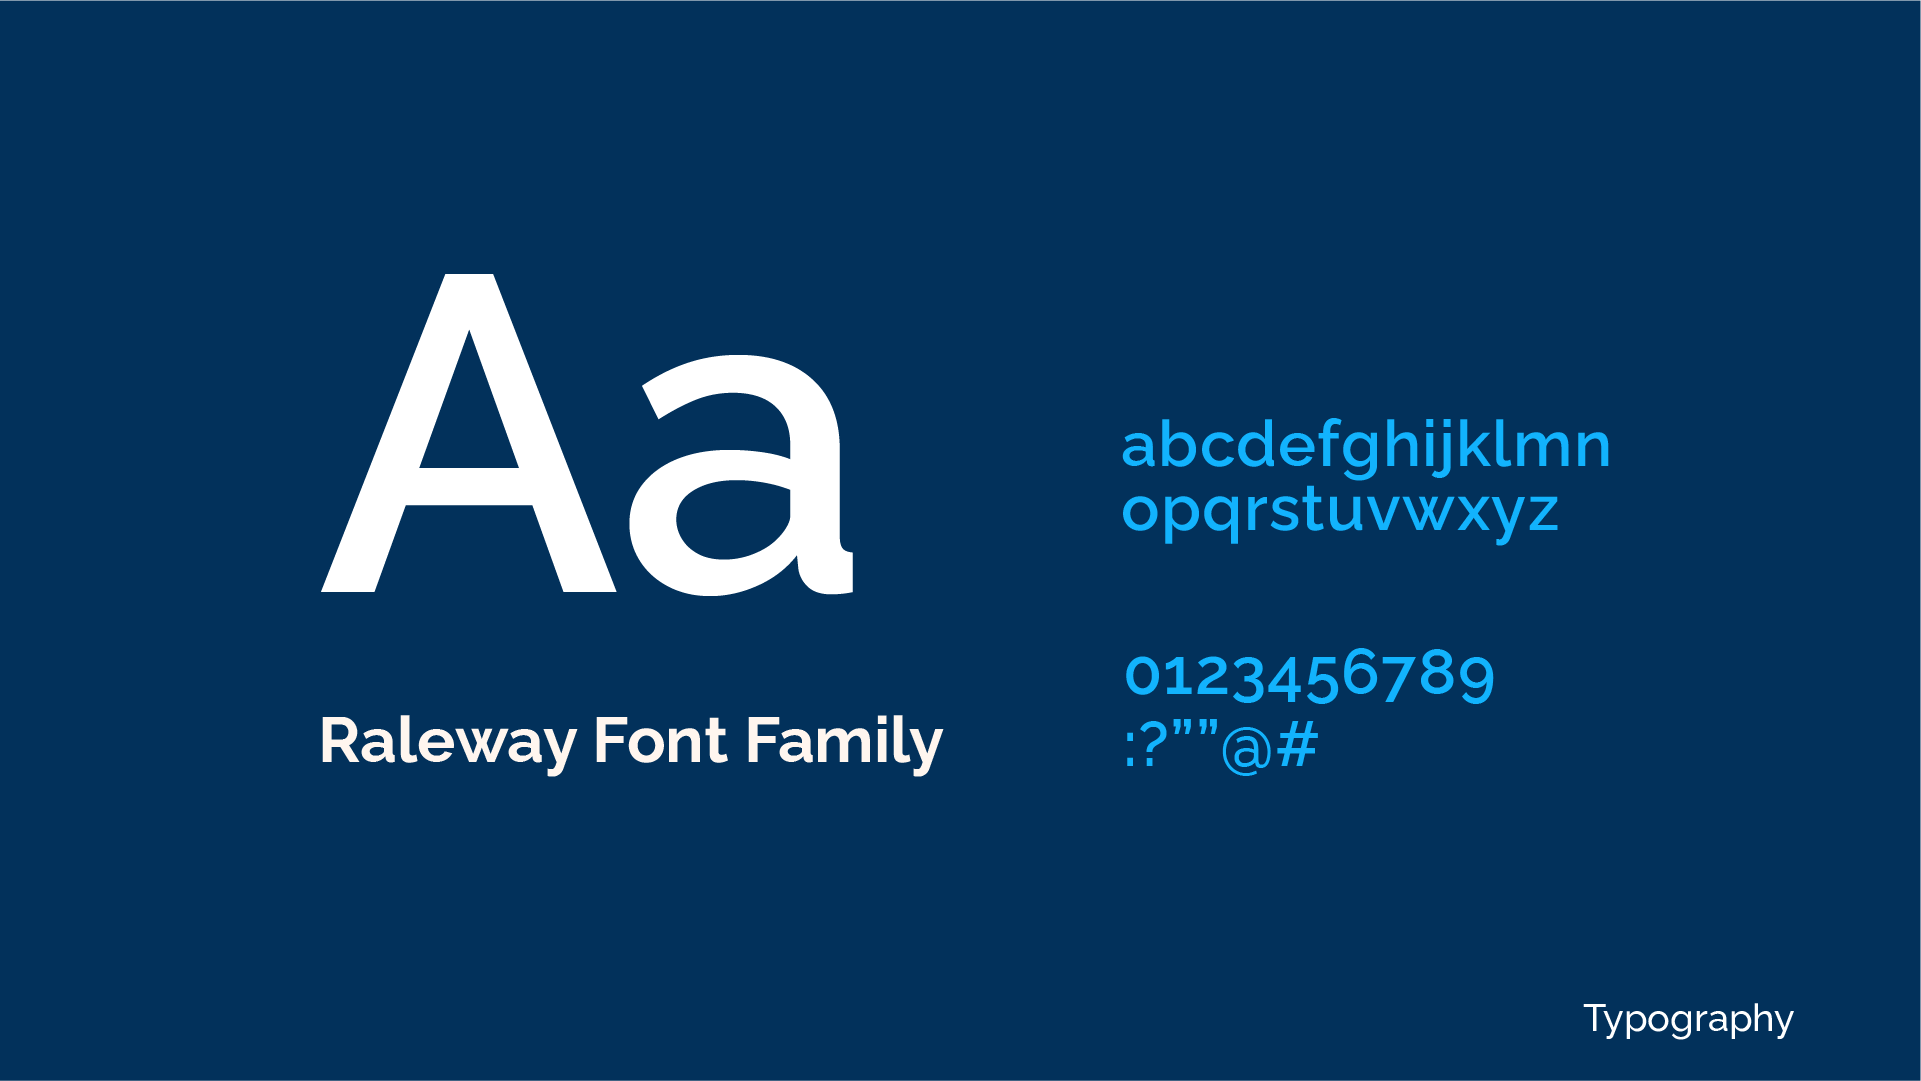 Aa
Raleway Font Family
abcdefghijklmn
opqrstuvwxyz
0123456789
:?””@#
Typography